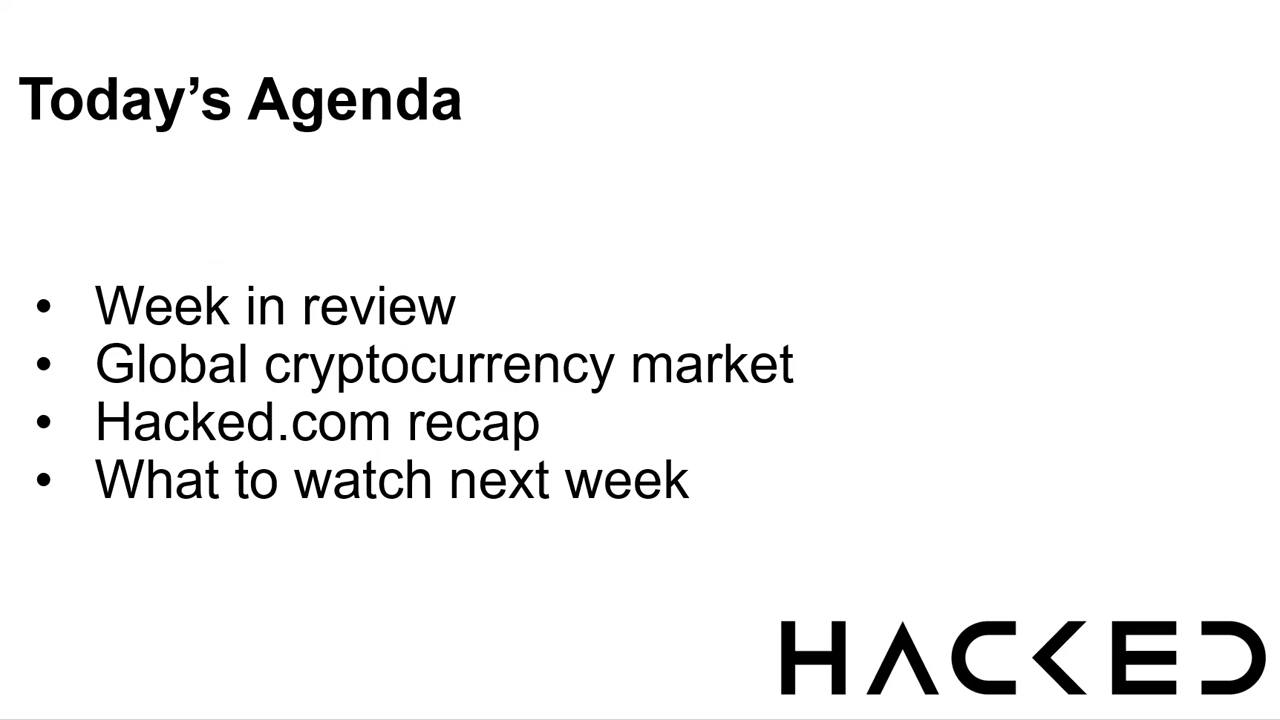 Today’s Agenda
• Week in review
• Global cryptocurrency market
• Hacked.com recap
• What to watch next week
HACKED